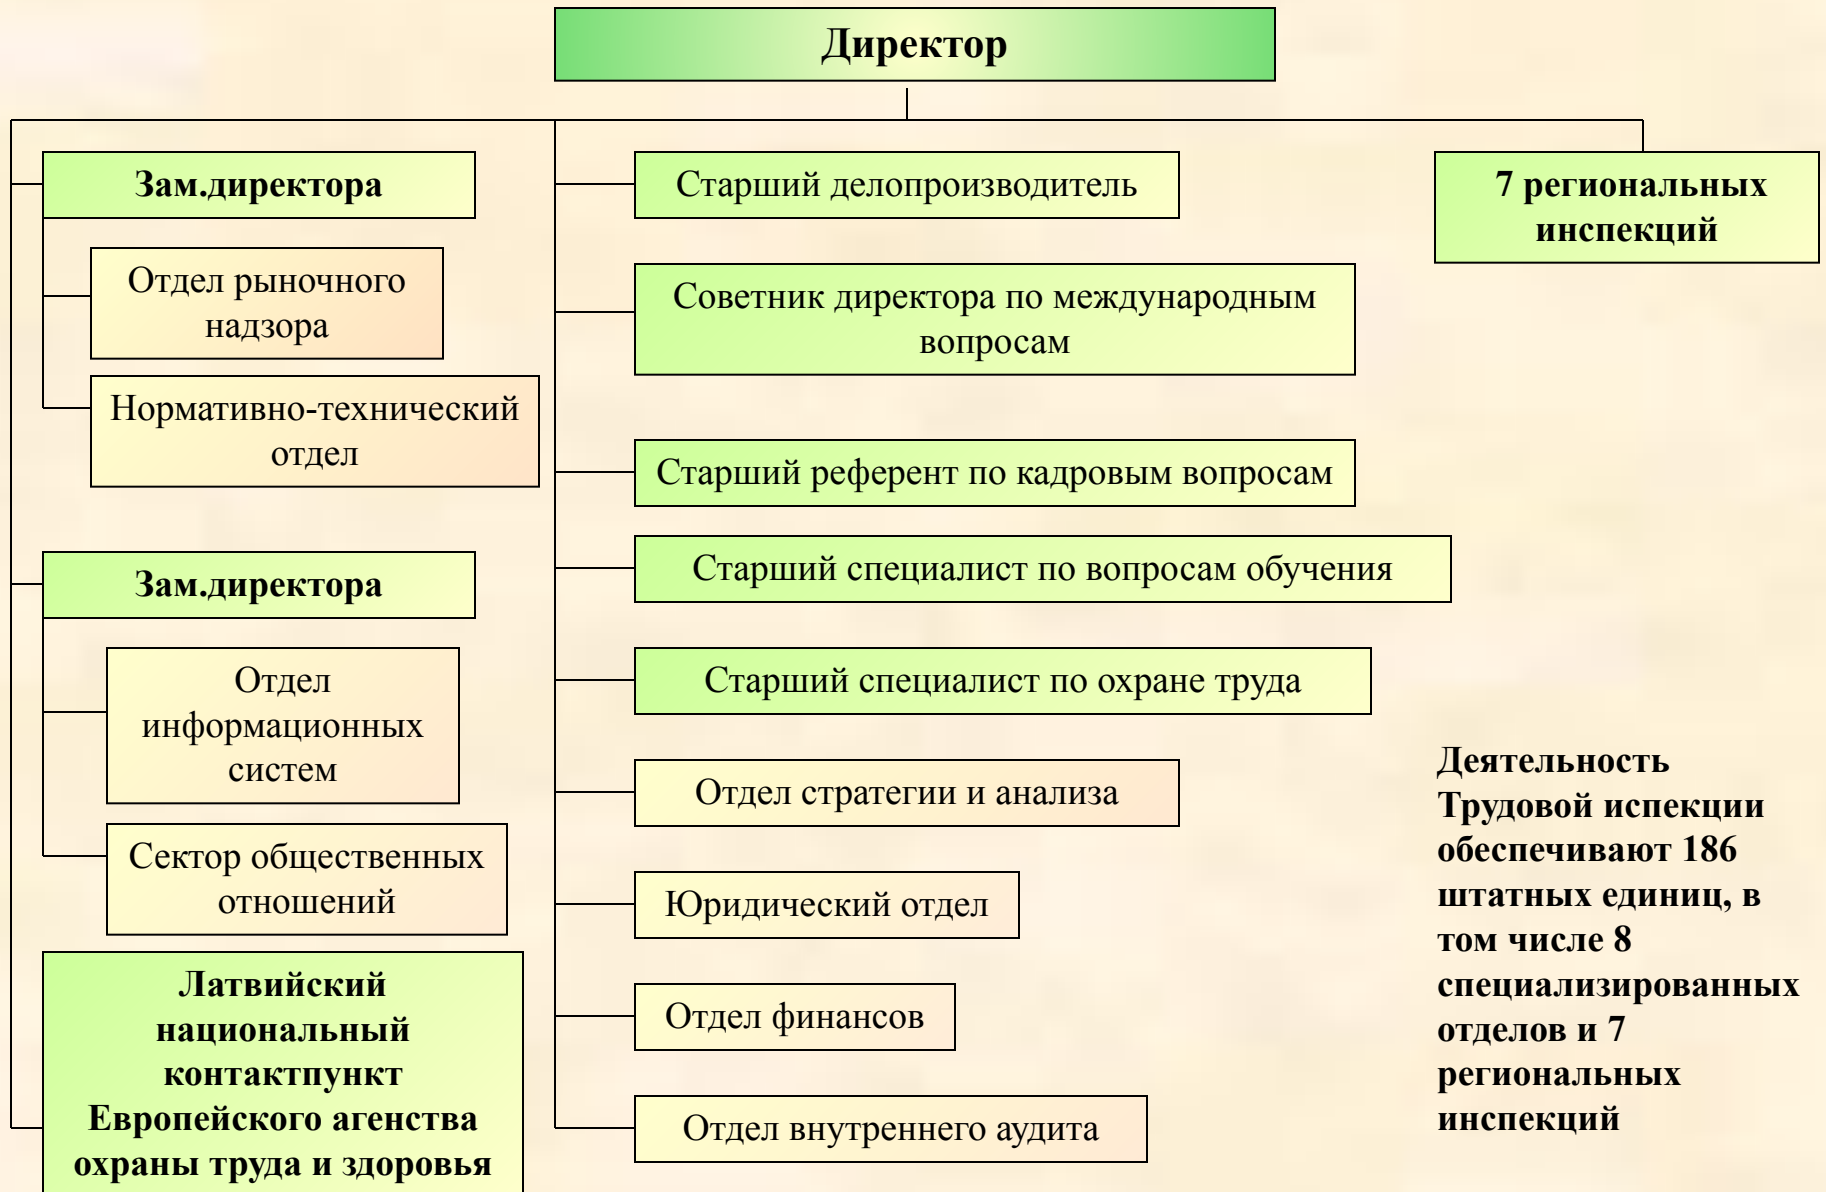 Директор
Зам.директора
Отдел рыночного
надзора
Нормативно-технический
отдел
Зам.директора
Отдел
информационных
систем
Сектор общественных
отношений
Латвийский
национальный
контактпункт
Европейского агенства
охраны труда и здоровья
Старший делопроизводитель
Советник директора по международным
вопросам
Старший референт по кадровым вопросам
Старший специалист по вопросам обучения
Старший специалист по охране труда
Отдел стратегии и анализа
Юридический отдел
Отдел финансов
Отдел внутреннего аудита
7 региональных
инспекций
Деятельность
Трудовой испекции
обеспечивают 186
штатных единиц, в
том числе 8
специализированных
отделов и 7
региональных
инспекций